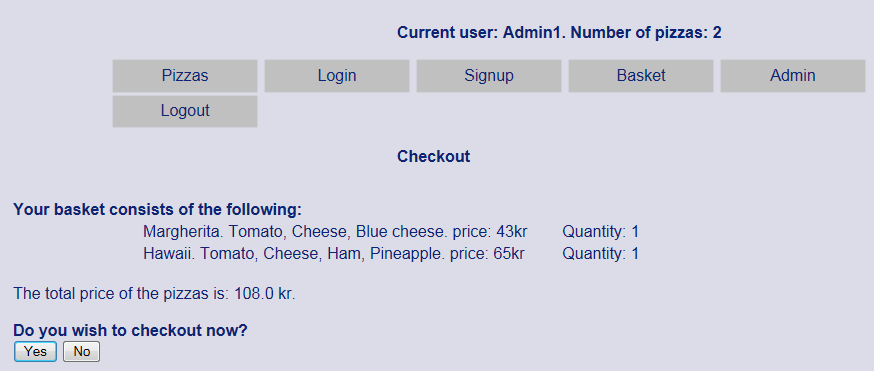 Current user: Admin1. Number of pizzas: 2
Pizzas Login Signup Basket Admin
Logout
Checkout
Your basket consists of the following:
Margherita. Tomato, Cheese, Blue cheese. price: 43kr Quantity: 1
Hawaii. Tomato, Cheese, Ham, Pineapple. price: 65kr Quantity: 1
The total price of the pizzas is: 108.0 kr.
Do you wish to checkout now?
Yes No